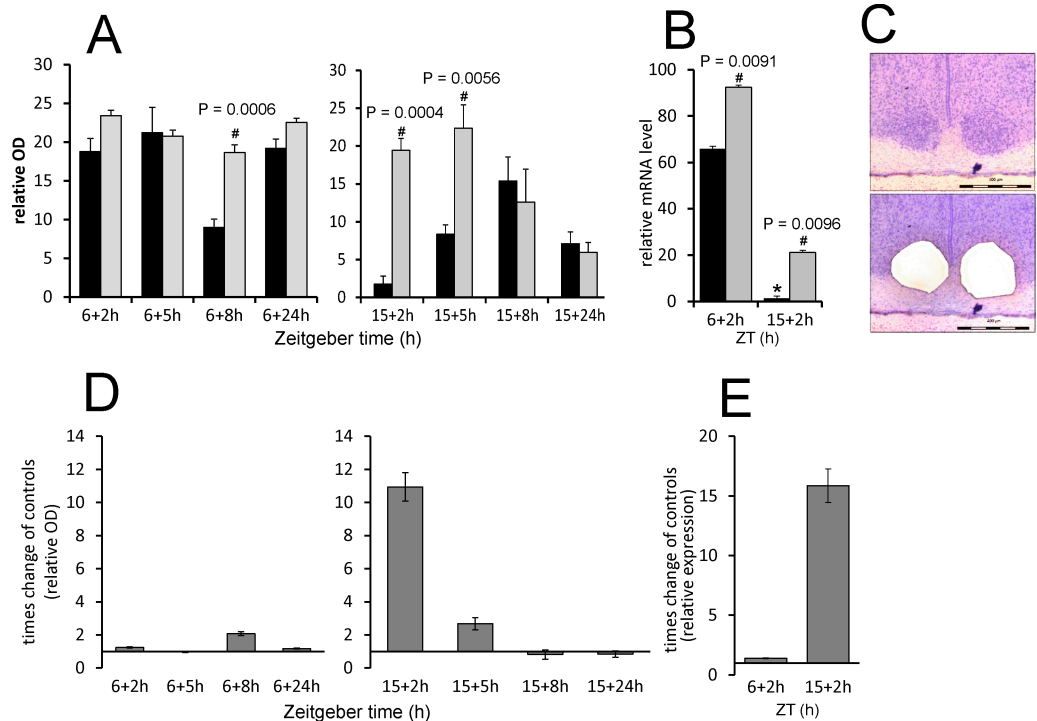 A
B
C
relative OD
30
25
20
15
10
5
0
P = 0.0006
#
6+2h 6+5h 6+8h 6+24h
30
25
20
15
10
5
0
P = 0.0004
#
P = 0.0056
#
15+2h 15+5h 15+8h 15+24h
Zeitgeber time (h)
relative mRNA level
100
80
60
40
20
0
P = 0.0091
#
P = 0.0096
#
*
6+2h 15+2h
ZT (h)
D
E
times change of controls
(relative OD)
14
12
10
8
6
4
2
0
6+2h 6+5h 6+8h 6+24h
14
12
10
8
6
4
2
0
15+2h 15+5h 15+8h 15+24h
Zeitgeber time (h)
times change of controls
(relative expression)
20
15
10
5
0
6+2h 15+2h
ZT (h)